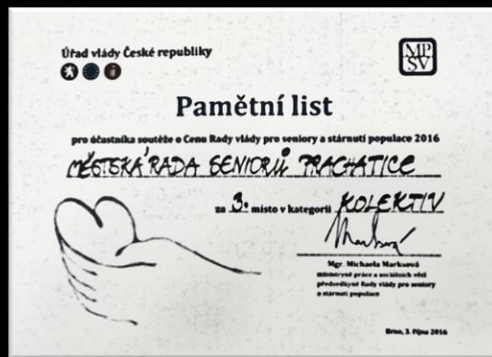 Úřad vlády České republiky
MP
SV
Pamětní list
pro účastníka soutěže o Cenu Rady vlády pro seniory a stárnutí populace 2016
MĚSTSKÁ RADA SENIORŮ PRACHATICE
za 3. místo v kategorii KOLEKTIV
Mgr. Michaela Marksová
ministryně práce a sociálních věcí
předsedkyně Rady vlády pro seniory
a stárnutí populace
Brno, 3. října 2016